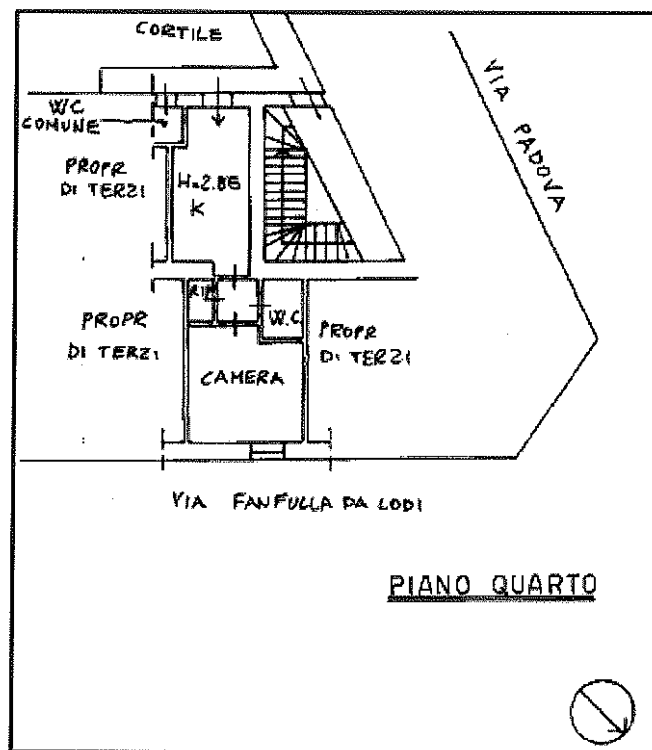 CORTILE
VIA PADOVA
W.C
COMUNE
PROPR
DI TERZI
H=2.85
K
RIP
W.C
PROPR
DI TERZI
PROPR
DI TERZI
CAMERA
VIA FANFULLA DA LODI
PIANO QUARTO